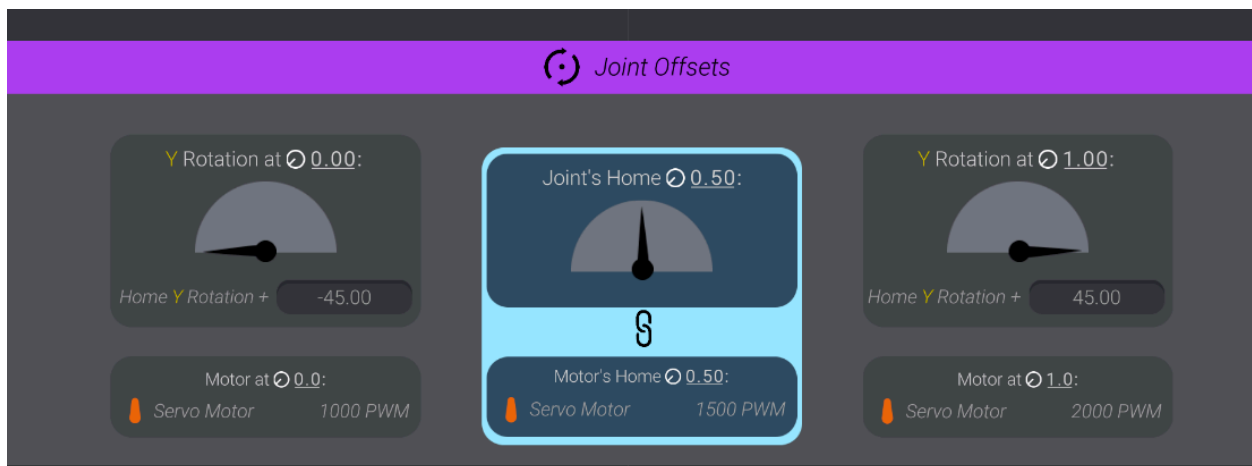 Joint Offsets
Y Rotation at 0.00:
Home Y Rotation + -45.00
Motor at 0.0:
Servo Motor 1000 PWM
Joint's Home 0.50:
Motor's Home 0.50:
Servo Motor 1500 PWM
Y Rotation at 1.00:
Home Y Rotation + 45.00
Motor at 1.0:
Servo Motor 2000 PWM